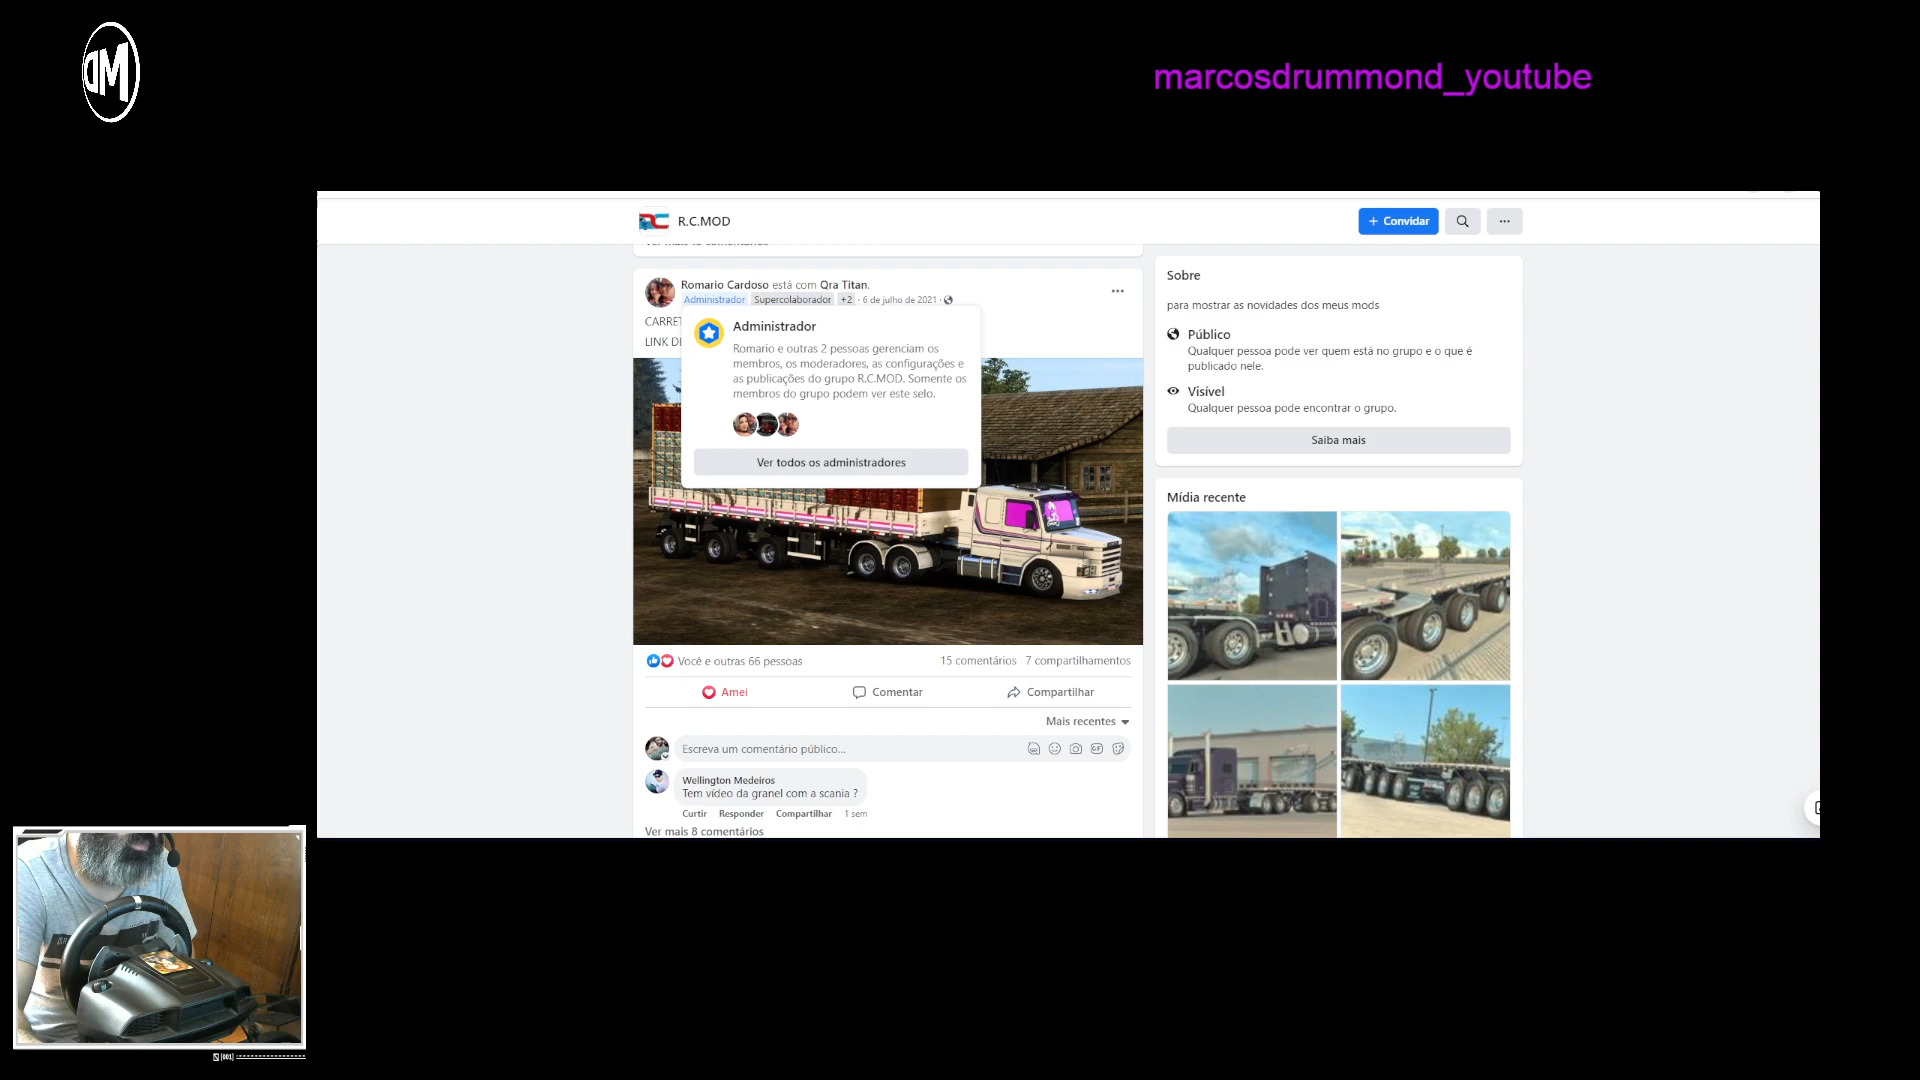 DM
marcosdrummond_youtube
R.C.MOD
+ Convidar
Romario Cardoso está com Qra Titan.
Administrador Supercolaborador +2 · 6 de julho de 2021 ·
CARRET
LINK D
Administrador
Romario e outras 2 pessoas gerenciam os
membros, os moderadores, as configurações e
as publicações do grupo R.C.MOD. Somente os
membros do grupo podem ver este selo.
Ver todos os administradores
Você e outras 66 pessoas
15 comentários 7 compartilhamentos
Amei
Comentar
Compartilhar
Mais recentes
Escreva um comentário público...
GIF
Wellington Medeiros
Tem vídeo da granel com a scania ?
Curtir Responder Compartilhar 1 sem
Ver mais 8 comentários
Sobre
para mostrar as novidades dos meus mods
Público
Qualquer pessoa pode ver quem está no grupo e o que é
publicado nele.
Visível
Qualquer pessoa pode encontrar o grupo.
Saiba mais
Mídia recente
[001]